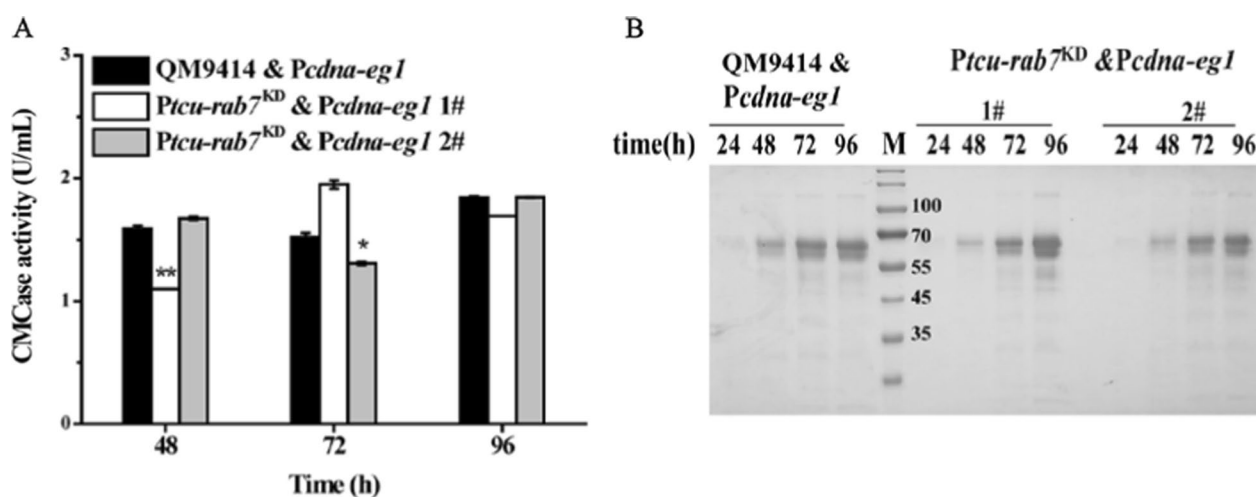 A
3
2
1
0
CMCase activity (U/mL)
QM9414 & Pcdna-eg1
Ptcu-rab7KD & Pcdna-eg1 1#
Ptcu-rab7KD & Pcdna-eg1 2#
**
*
48 72 96
Time (h)
B
QM9414 &
Pcdna-eg1
Ptcu-rab7KD &Pcdna-eg1
1# 2#
time(h) 24 48 72 96 M 24 48 72 96 24 48 72 96
100
70
55
45
35